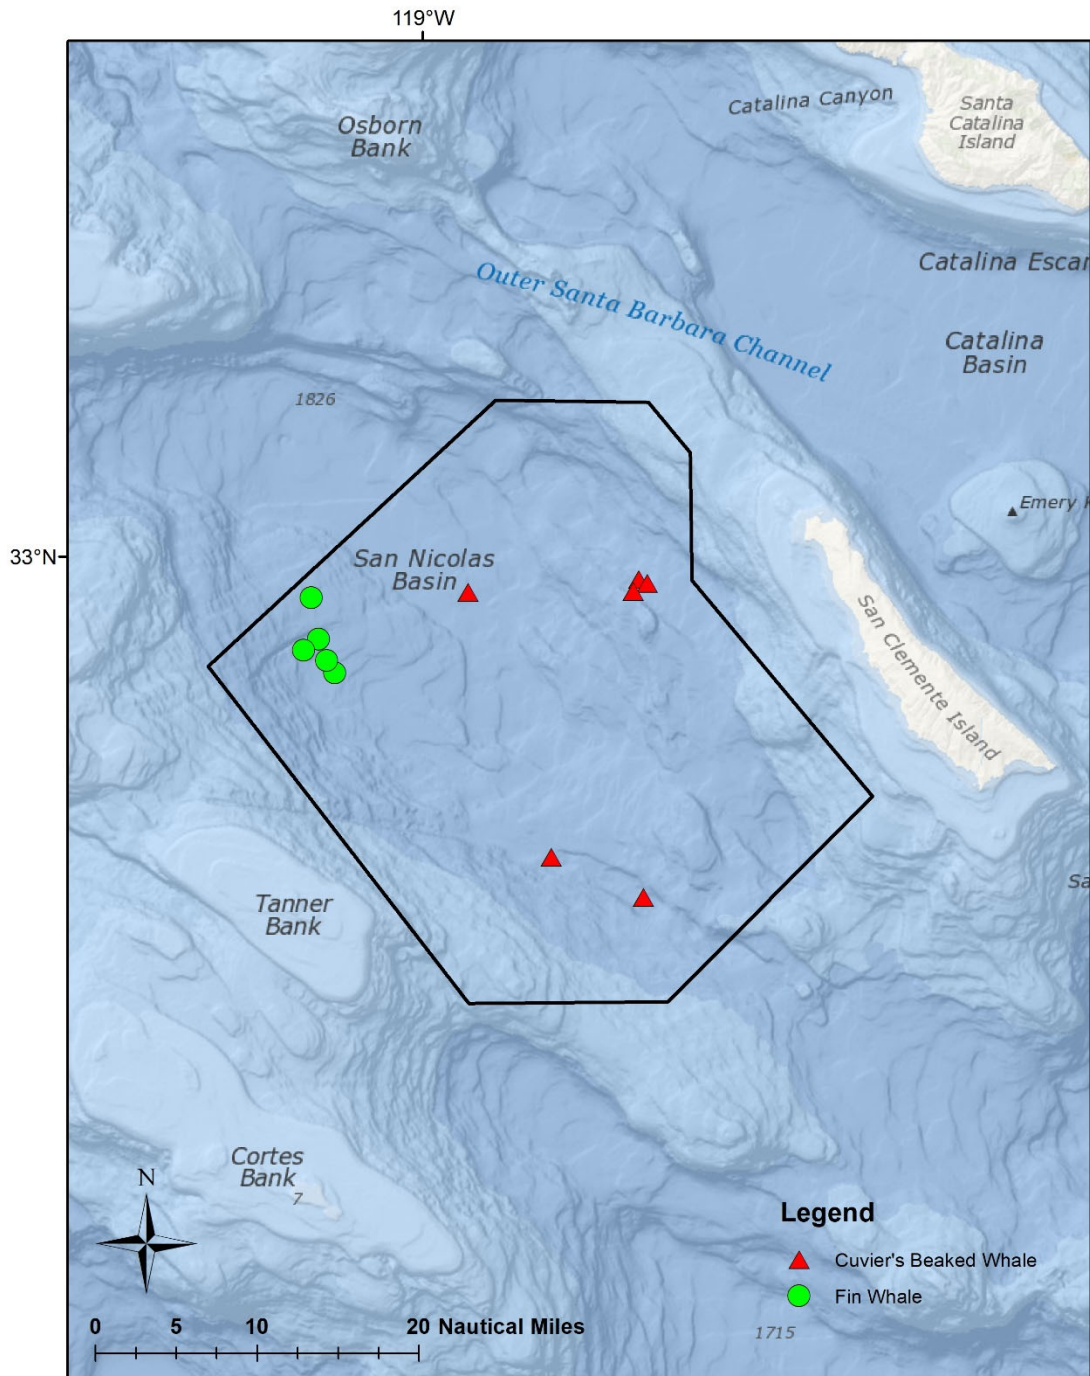 119°W
Catalina Canyon
Santa
Catalina
Island
Osborn
Bank
Catalina Escar
Outer Santa Barbara Channel
Catalina
Basin
1826
Emery K
33°N
San Nicolas
Basin
San Clemente Island
Sa
Tanner
Bank
Cortes
Bank
7
N
Legend
Cuvier's Beaked Whale
Fin Whale
0 5 10 20 Nautical Miles
1715